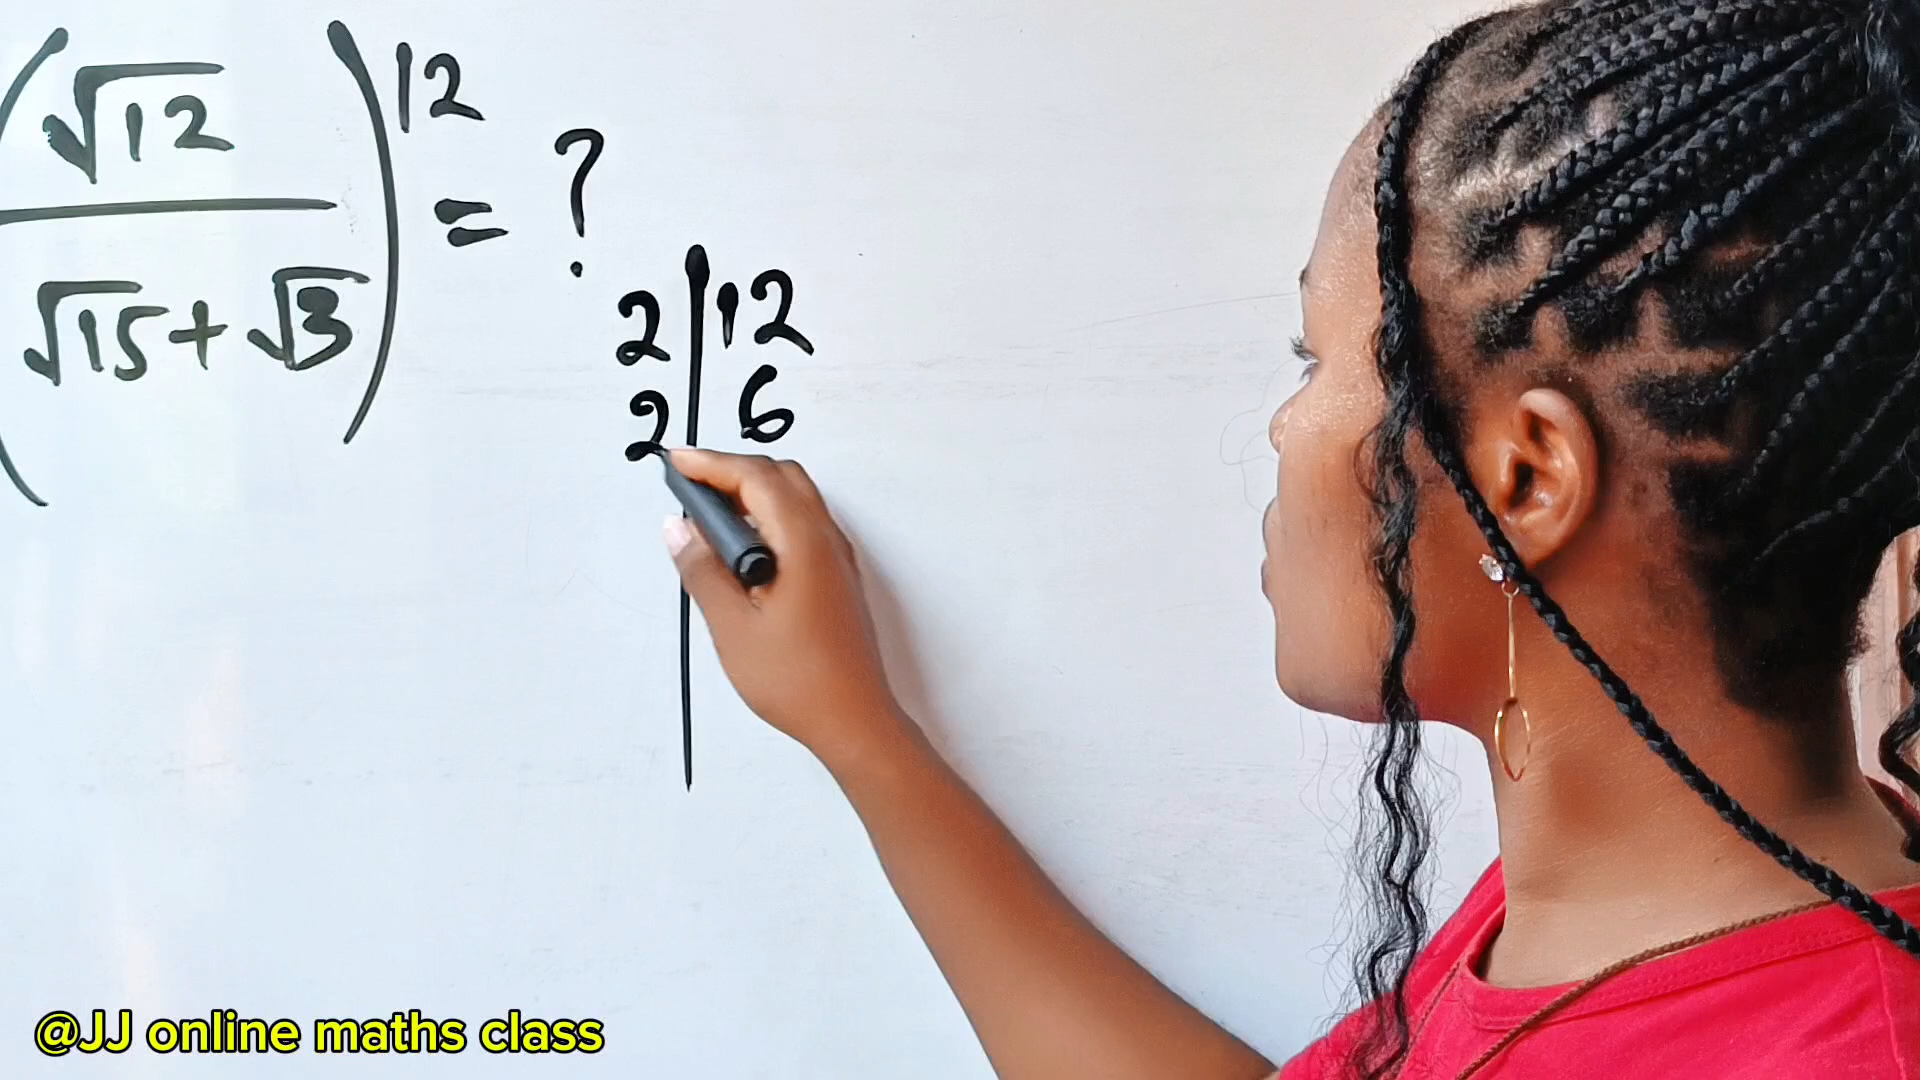 (√12 / (√15 + √3))^12 = ?
2 | 12
2 | 6
@JJ online maths class